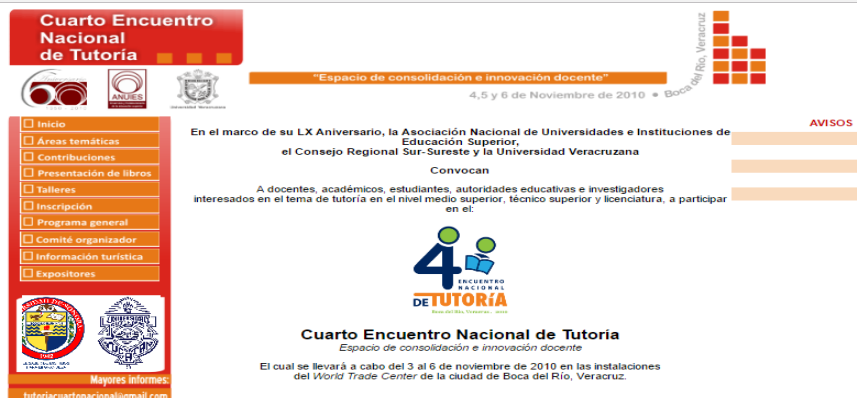 Cuarto Encuentro
Nacional
de Tutoría
ANUIES
Universidad Veracruzana
"Espacio de consolidación e innovación docente"
4,5 y 6 de Noviembre de 2010 • Boca del Río, Veracruz
Inicio
Áreas temáticas
Contribuciones
Presentación de libros
Talleres
Inscripción
Programa general
Comité organizador
Información turística
Expositores
1942
Mayores informes:
tutoriacuartonacional@gmail.com
En el marco de su LX Aniversario, la Asociación Nacional de Universidades e Instituciones de
Educación Superior,
el Consejo Regional Sur-Sureste y la Universidad Veracruzana
Convocan
A docentes, académicos, estudiantes, autoridades educativas e investigadores
interesados en el tema de tutoría en el nivel medio superior, técnico superior y licenciatura, a participar
en el:
4
ENCUENTRO
NACIONAL
DE TUTORÍA
Boca del Río, Veracruz. 2010
Cuarto Encuentro Nacional de Tutoría
Espacio de consolidación e innovación docente
El cual se llevará a cabo del 3 al 6 de noviembre de 2010 en las instalaciones
del World Trade Center de la ciudad de Boca del Río, Veracruz.
AVISOS